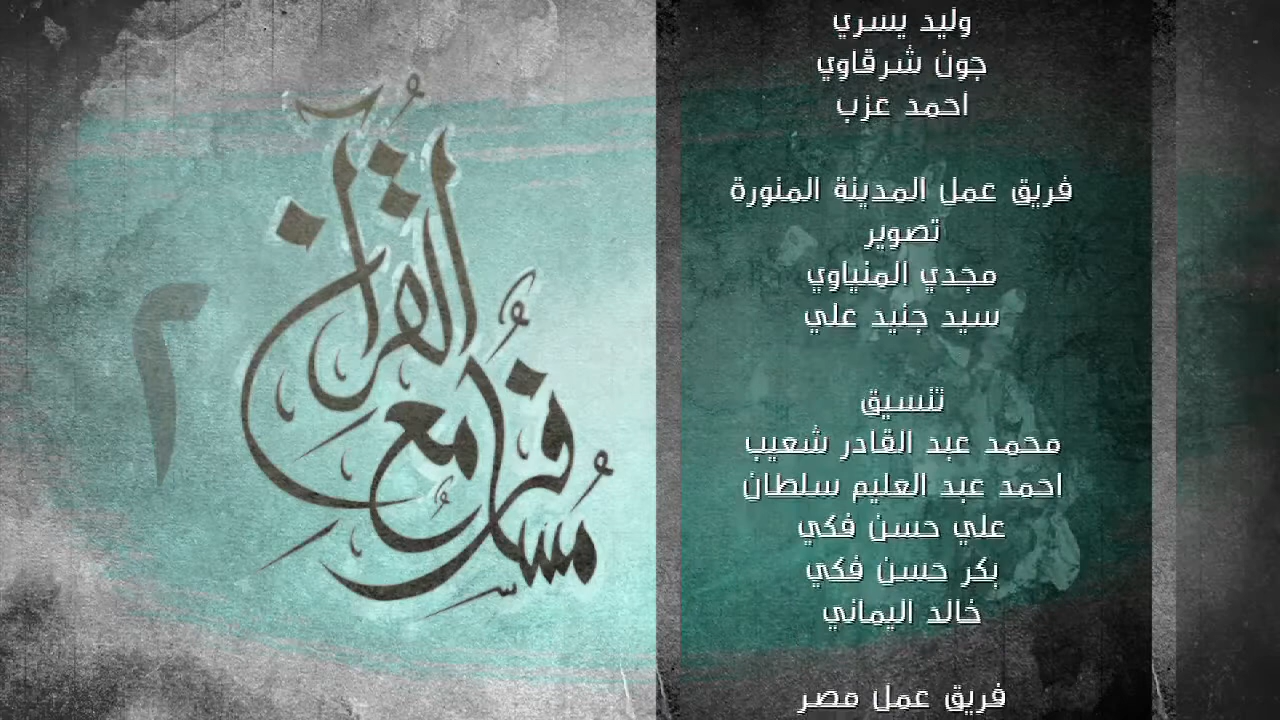 مُسافر مع القرآن
٢
وليد يسري
جون شرقاوي
احمد عزب
فريق عمل المدينة المنورة
تصوير
مجدي المنياوي
سيد جنيد علي
تنسيق
محمد عبد القادر شعيب
احمد عبد العليم سلطان
علي حسن فكي
بكر حسن فكي
خالد اليماني
فريق عمل مصر